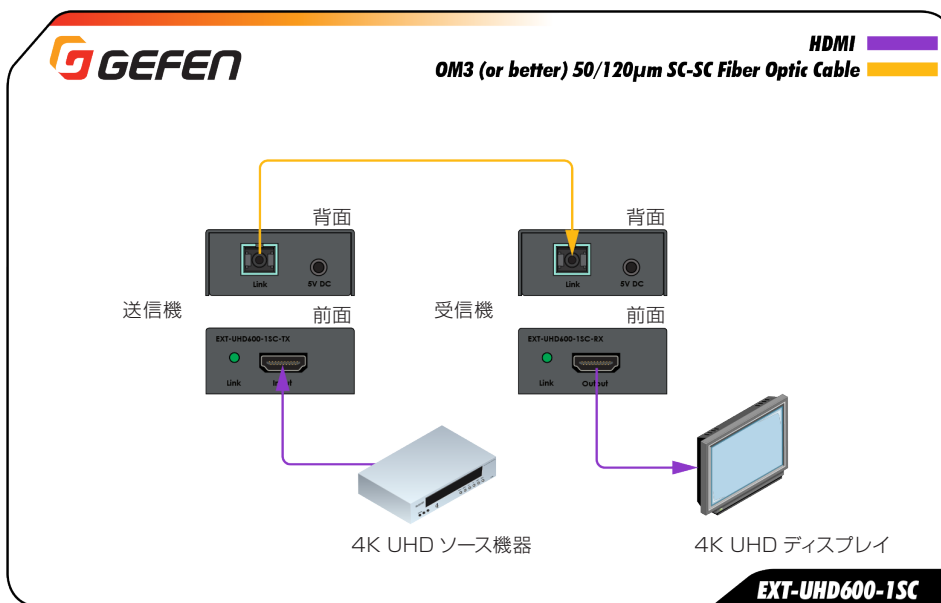 GEFEN
HDMI
OM3 (or better) 50/120µm SC-SC Fiber Optic Cable
背面
背面
Link
5V DC
Link
5V DC
送信機
受信機
前面
前面
EXT-UHD600-1SC-TX
EXT-UHD600-1SC-RX
Link
Input
Link
Output
4K UHD ソース機器
4K UHD ディスプレイ
EXT-UHD600-1SC